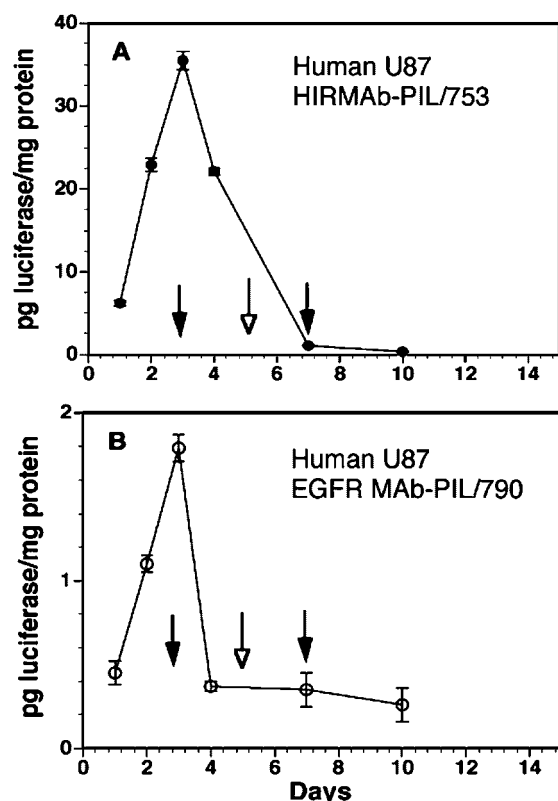 A
Human U87
HIRMAb-PIL/753
pg luciferase/mg protein
40
30
20
10
0
0 2 4 6 8 10 12 14
B
Human U87
EGFR MAb-PIL/790
pg luciferase/mg protein
2
1
0
0 2 4 6 8 10 12 14
Days